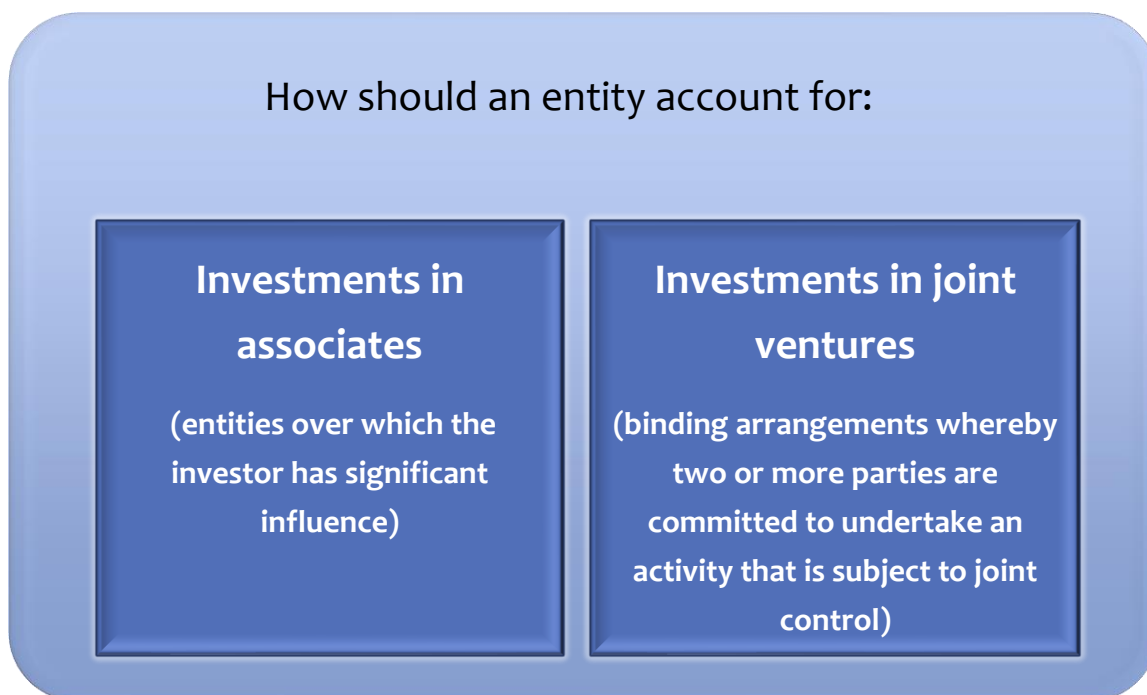 How should an entity account for:
Investments in
associates
(entities over which the
investor has significant
influence)
Investments in joint
ventures
(binding arrangements whereby
two or more parties are
committed to undertake an
activity that is subject to joint
control)